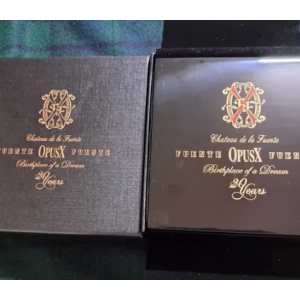 Chateau de la Fuente
FUENTE OPUSX FUENTE
Birthplace of a Dream
20 Years
Chateau de la Fuente
FUENTE OPUSX FUEN
Birthplace of a Dream
20 Years